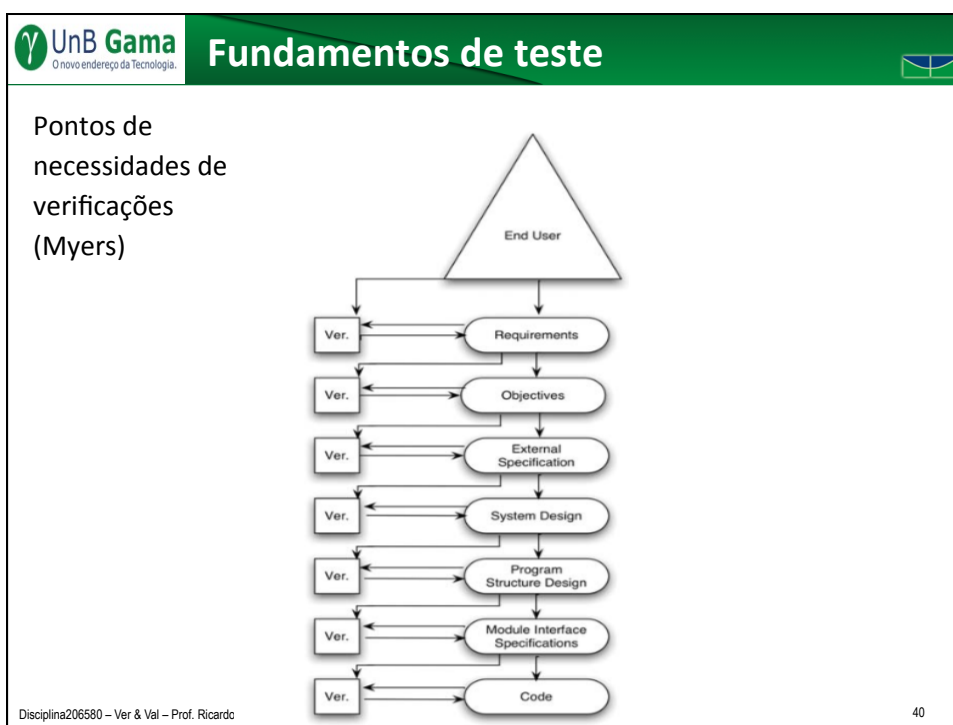 γ UnB Gama
O novo endereço da Tecnologia.
Fundamentos de teste
Pontos de
necessidades de
verificações
(Myers)
End User
Ver.
Requirements
Ver.
Objectives
Ver.
External
Specification
Ver.
System Design
Ver.
Program
Structure Design
Ver.
Module Interface
Specifications
Ver.
Code
Disciplina206580 – Ver & Val – Prof. Ricardo
40